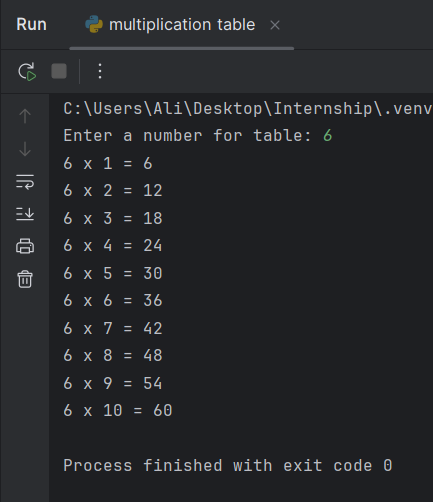 Run multiplication table
C:\Users\Ali\Desktop\Internship\.venv
Enter a number for table: 6
6 x 1 = 6
6 x 2 = 12
6 x 3 = 18
6 x 4 = 24
6 x 5 = 30
6 x 6 = 36
6 x 7 = 42
6 x 8 = 48
6 x 9 = 54
6 x 10 = 60
Process finished with exit code 0